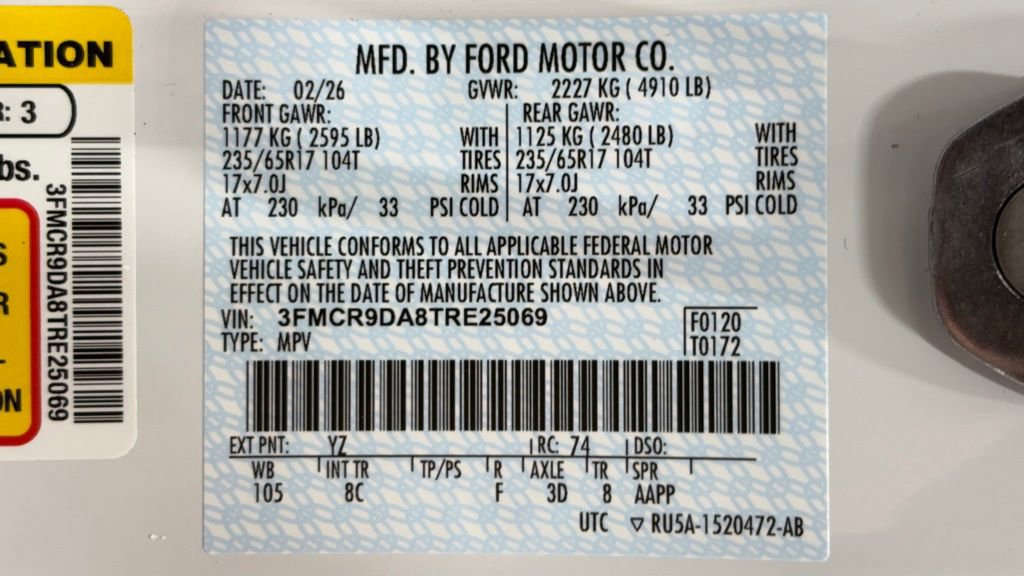 ATION
R: 3
bs.
3FMCR9DA8TRE25069
S
R
ON
MFD. BY FORD MOTOR CO.
DATE: 02/26 GVWR: 2227 KG ( 4910 LB)
FRONT GAWR: REAR GAWR:
1177 KG ( 2595 LB) WITH 1125 KG ( 2480 LB) WITH
235/65R17 104T TIRES 235/65R17 104T TIRES
17x7.0J RIMS 17x7.0J RIMS
AT 230 kPa/ 33 PSI COLD AT 230 kPa/ 33 PSI COLD
THIS VEHICLE CONFORMS TO ALL APPLICABLE FEDERAL MOTOR
VEHICLE SAFETY AND THEFT PREVENTION STANDARDS IN
EFFECT ON THE DATE OF MANUFACTURE SHOWN ABOVE.
VIN: 3FMCR9DA8TRE25069 F0120
TYPE: MPV T0172
EXT PNT: YZ RC: 74 DSO:
WB INT TR TP/PS R AXLE TR SPR
105 8C F 3D 8 AAPP
UTC ▽ RU5A-1520472-AB